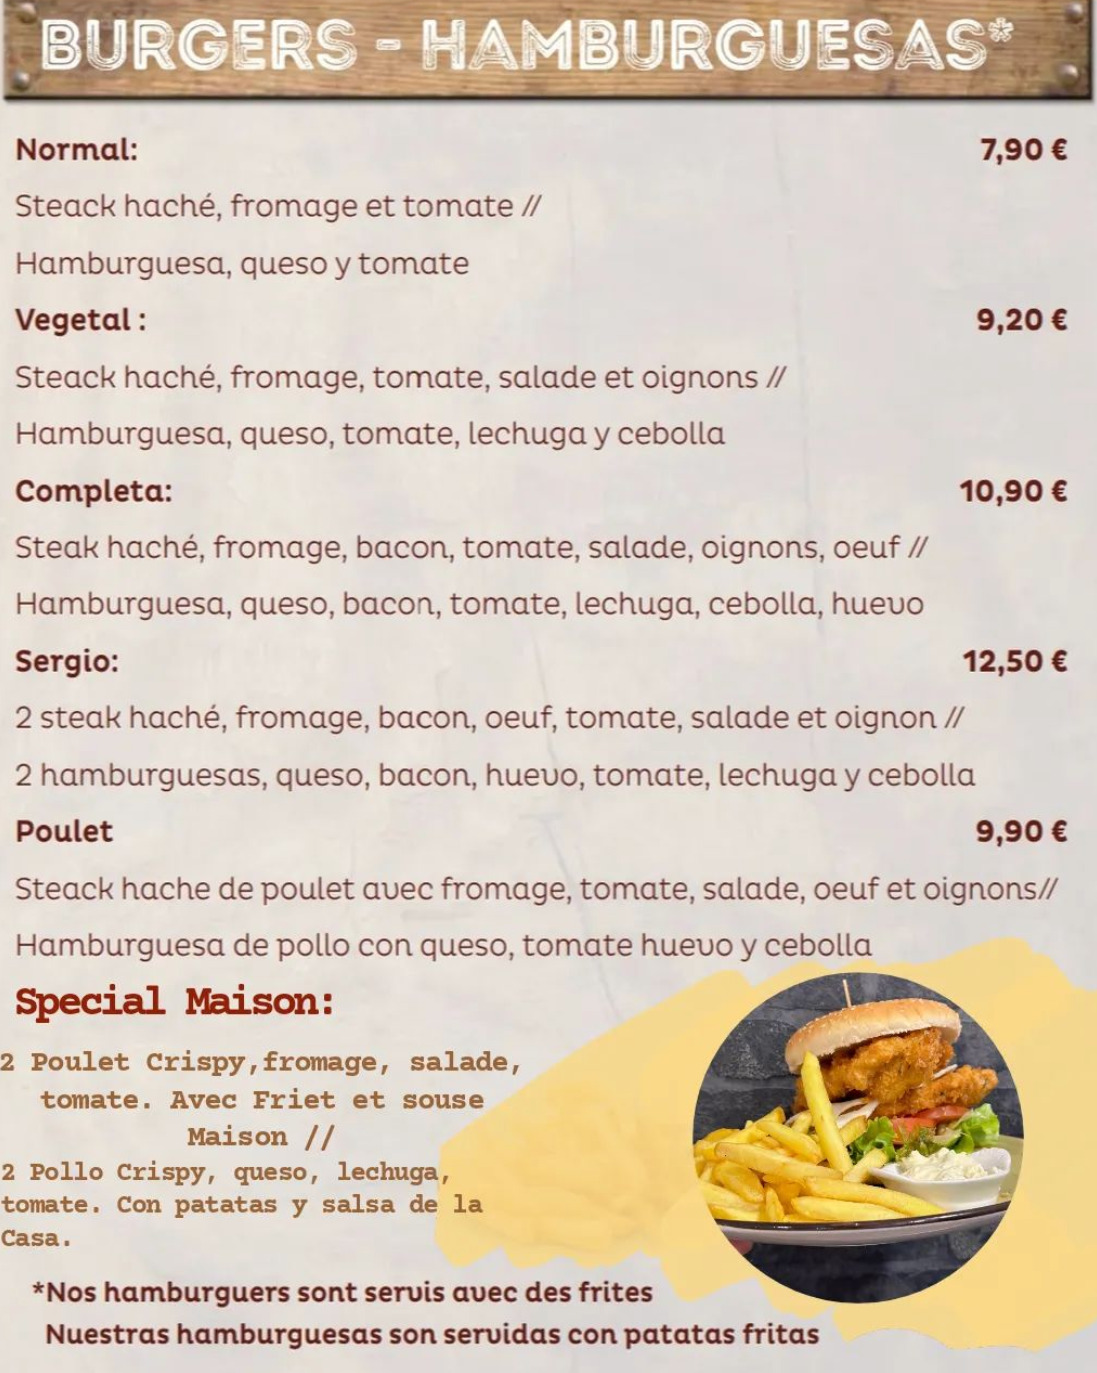 BURGERS - HAMBURGUESAS*
Normal: 7,90 €
Steack haché, fromage et tomate //
Hamburguesa, queso y tomate
Vegetal : 9,20 €
Steack haché, fromage, tomate, salade et oignons //
Hamburguesa, queso, tomate, lechuga y cebolla
Completa: 10,90 €
Steak haché, fromage, bacon, tomate, salade, oignons, oeuf //
Hamburguesa, queso, bacon, tomate, lechuga, cebolla, huevo
Sergio: 12,50 €
2 steak haché, fromage, bacon, oeuf, tomate, salade et oignon //
2 hamburguesas, queso, bacon, huevo, tomate, lechuga y cebolla
Poulet 9,90 €
Steack hache de poulet avec fromage, tomate, salade, oeuf et oignons//
Hamburguesa de pollo con queso, tomate huevo y cebolla
Special Maison:
2 Poulet Crispy,fromage, salade,
tomate. Avec Friet et souse
Maison //
2 Pollo Crispy, queso, lechuga,
tomate. Con patatas y salsa de la
Casa.
*Nos hamburguers sont servis avec des frites
Nuestras hamburguesas son servidas con patatas fritas